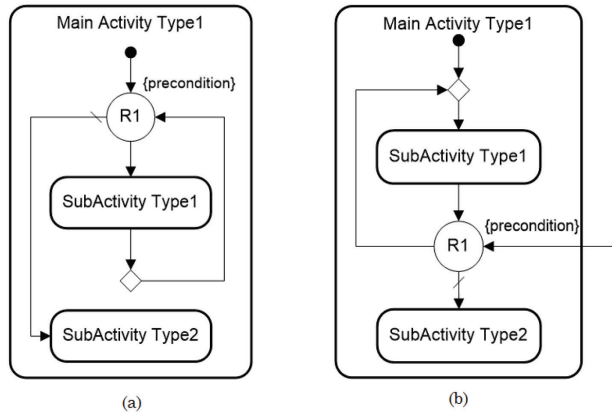 Main Activity Type1
{precondition}
R1
SubActivity Type1
SubActivity Type2
(a)
Main Activity Type1
SubActivity Type1
{precondition}
R1
SubActivity Type2
(b)